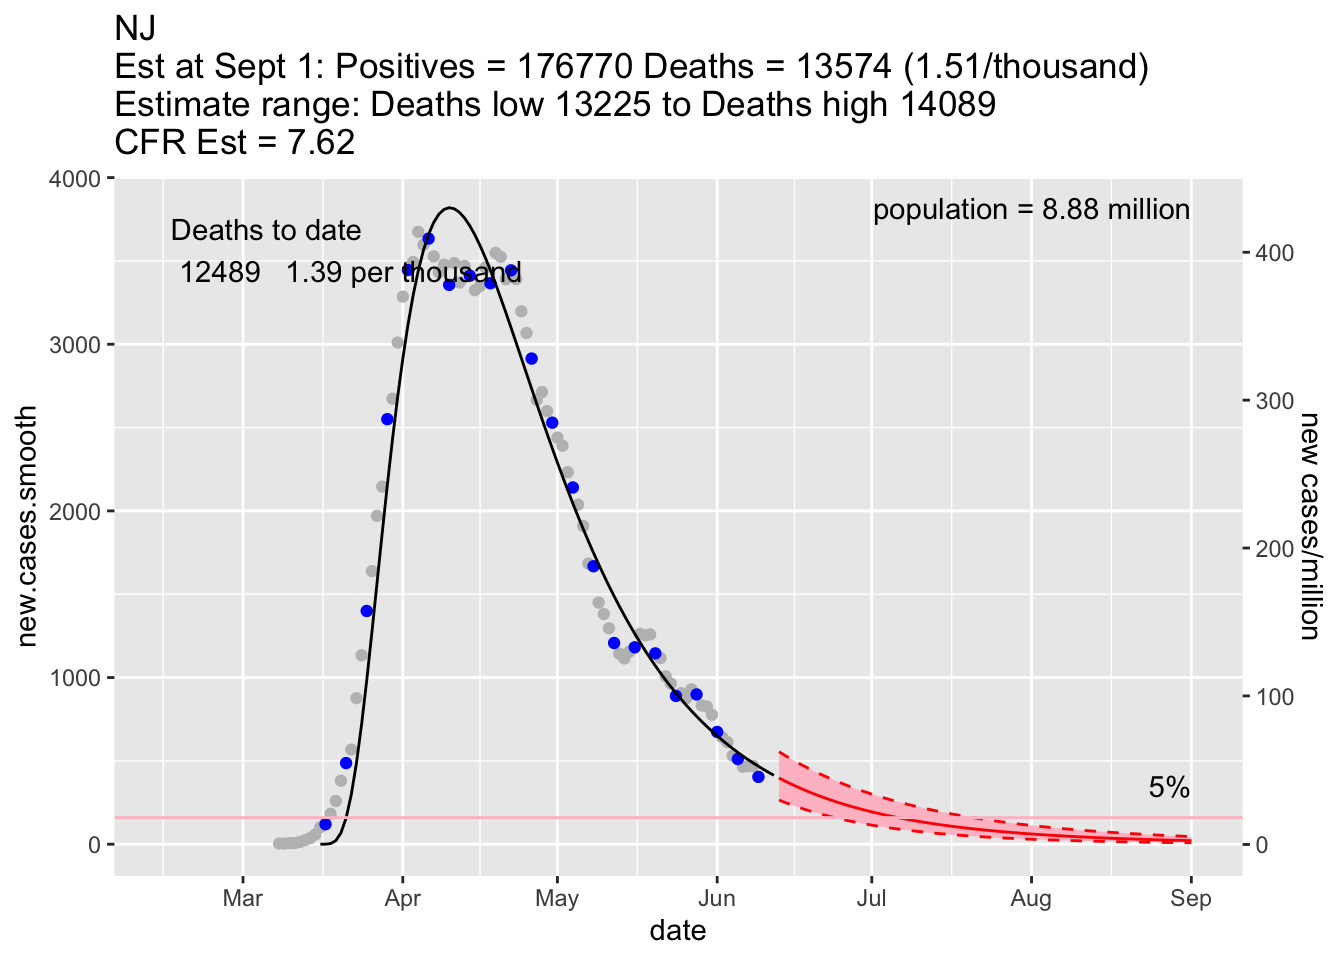 NJ
Est at Sept 1: Positives = 176770 Deaths = 13574 (1.51/thousand)
Estimate range: Deaths low 13225 to Deaths high 14089
CFR Est = 7.62
4000
3000
2000
1000
0
new.cases.smooth
Deaths to date
12489 1.39 per thousand
population = 8.88 million
5%
400
300
200
100
0
new cases/million
Mar Apr May Jun Jul Aug Sep
date